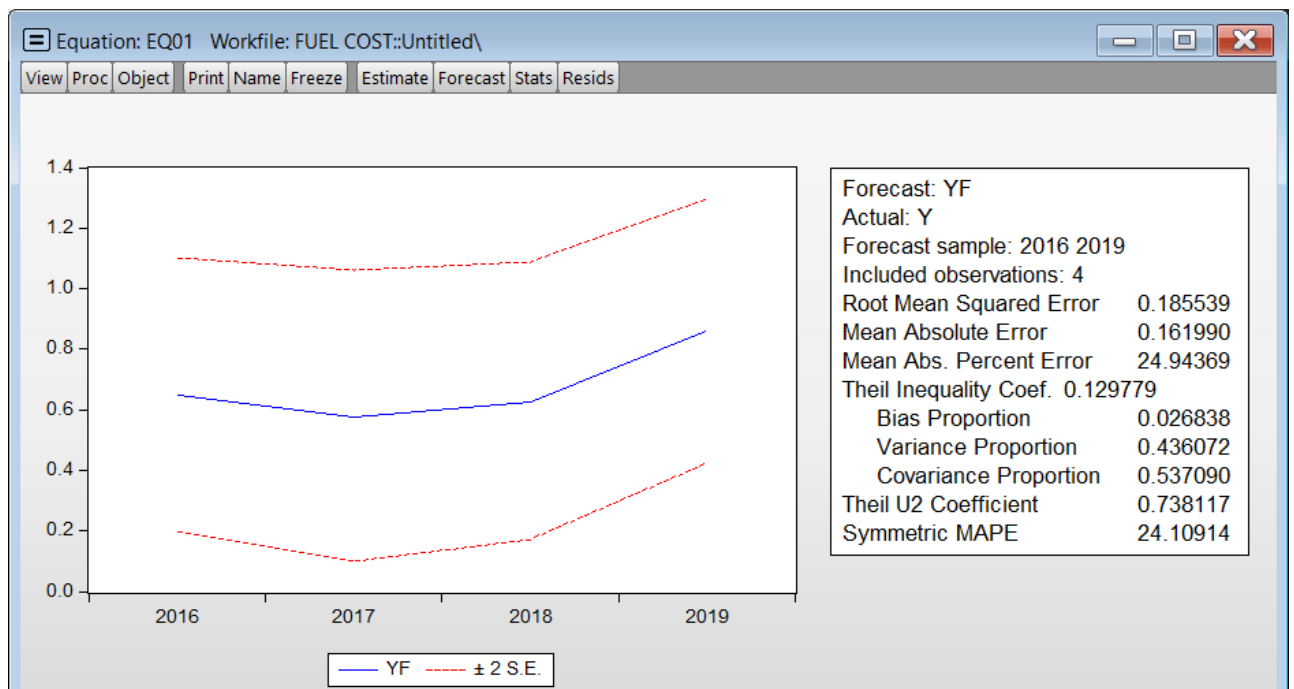 Equation: EQ01 Workfile: FUEL COST::Untitled\
View Proc Object Print Name Freeze Estimate Forecast Stats Resids
1.4
1.2
1.0
0.8
0.6
0.4
0.2
0.0
2016 2017 2018 2019
YF ± 2 S.E.
Forecast: YF
Actual: Y
Forecast sample: 2016 2019
Included observations: 4
Root Mean Squared Error 0.185539
Mean Absolute Error 0.161990
Mean Abs. Percent Error 24.94369
Theil Inequality Coef. 0.129779
Bias Proportion 0.026838
Variance Proportion 0.436072
Covariance Proportion 0.537090
Theil U2 Coefficient 0.738117
Symmetric MAPE 24.10914